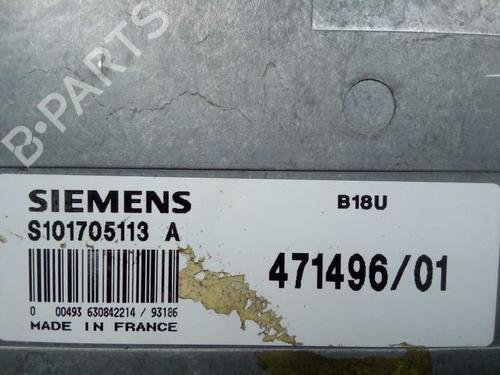 B-PARTS
SIEMENS
B18U
S101705113 A
471496/01
0 00493 630842214 / 93186
MADE IN FRANCE